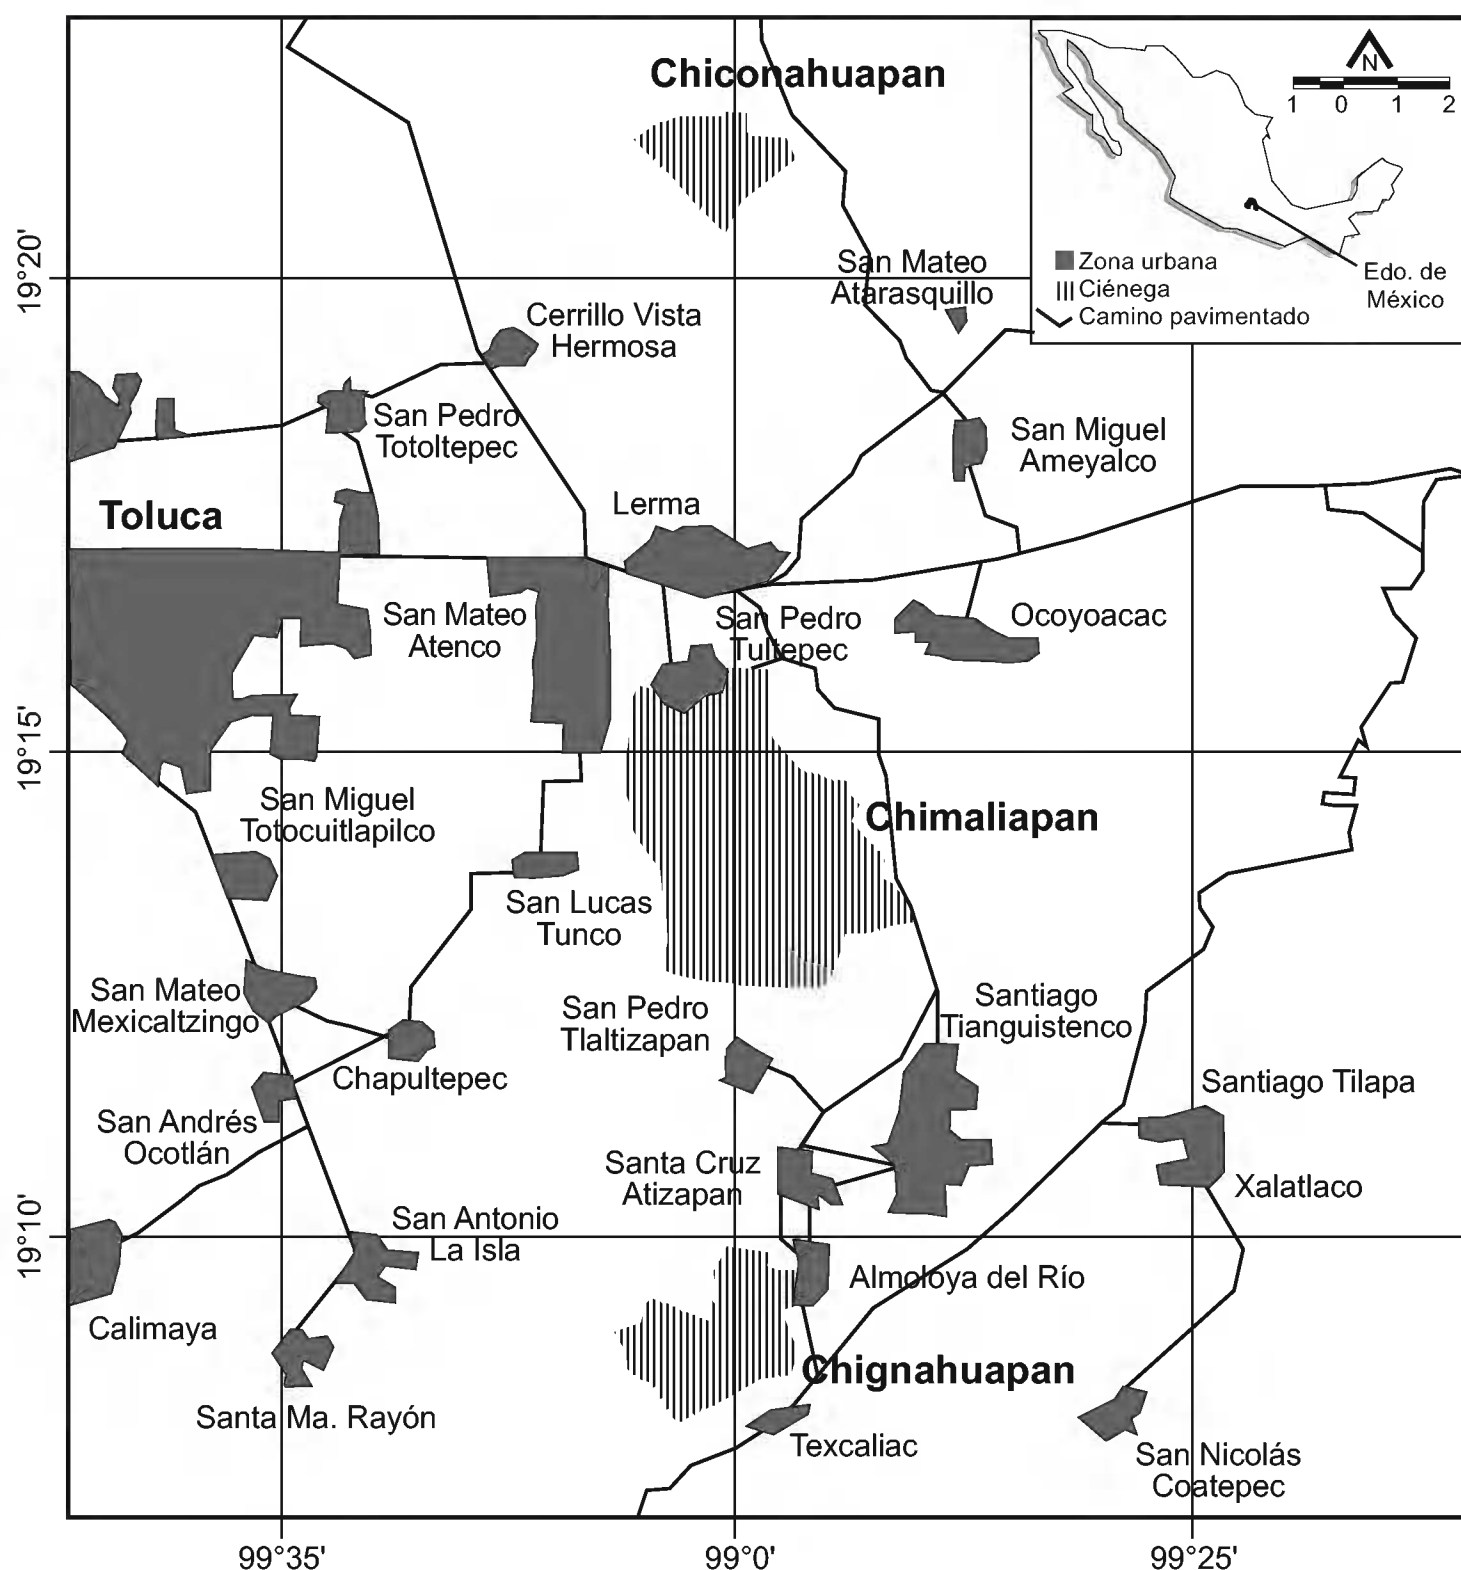 Chiconahuapan
N
1 0 1 2
Zona urbana
Ciénega
Camino pavimentado
Edo. de
México
19°20'
San Mateo
Atarasquillo
Cerrillo Vista
Hermosa
San Pedro
Totoltepec
San Miguel
Ameyalco
Toluca
Lerma
San Mateo
Atenco
San Pedro
Tultepec
Ocoyoacac
19°15'
San Miguel
Totocuitlapilco
Chimaliapan
San Lucas
Tunco
San Mateo
Mexicaltzingo
San Pedro
Tlaltizapan
Santiago
Tianguistenco
Chapultepec
Santiago Tilapa
San Andrés
Ocotlán
Santa Cruz
Atizapan
Xalatlaco
19°10'
San Antonio
La Isla
Almoloya del Río
Calimaya
Chignahuapan
Santa Ma. Rayón
Texcaliac
San Nicolás
Coatepec
99°35'
99°0'
99°25'